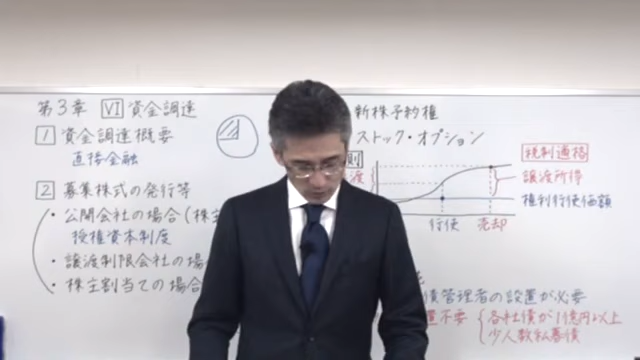 第3章 Ⅵ 資金調達
1 資金調達概要
直接金融
2 募集株式の発行等
・公開会社の場合(株主
授権資本制度
・譲渡制限会社の場
・株主割当ての場合
新株予約権
ストック・オプション
則
渡
税制適格
譲渡所得
権利行使価額
行使 売却
債管理者の設置が必要
置不要 各社債が1億円以上
少人数私募債